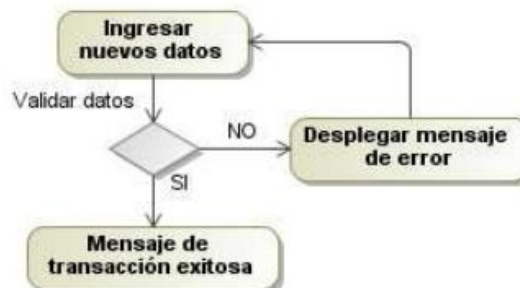 Ingresar
nuevos datos
Validar datos
NO
Desplegar mensaje
de error
SI
Mensaje de
transacción exitosa